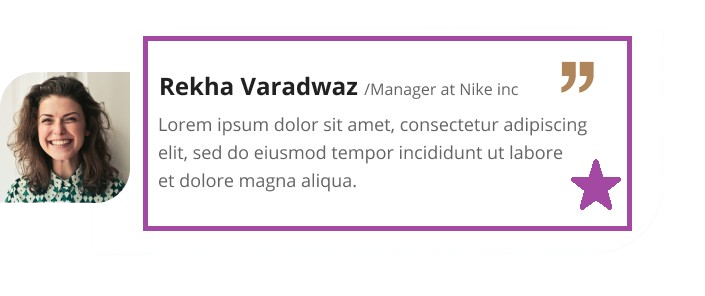 Rekha Varadwaz /Manager at Nike inc ”
Lorem ipsum dolor sit amet, consectetur adipiscing
elit, sed do eiusmod tempor incididunt ut labore
et dolore magna aliqua.